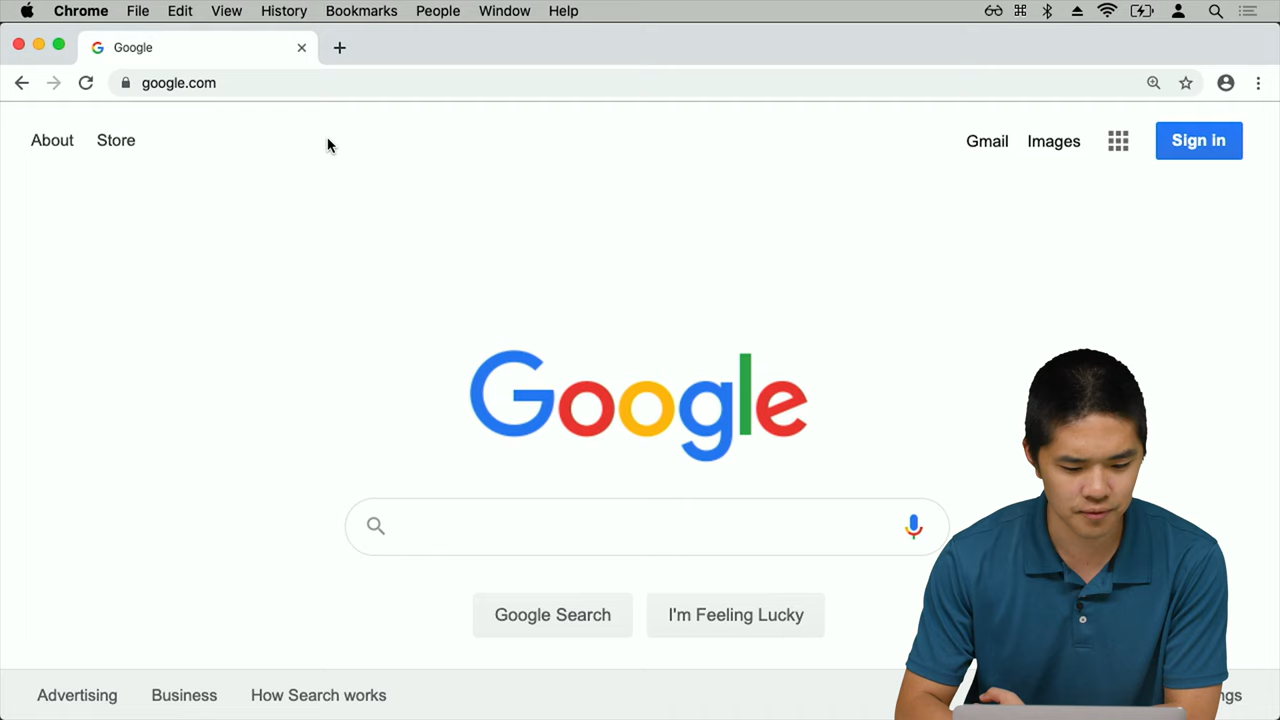 Chrome File Edit View History Bookmarks People Window Help
Google
google.com
About Store Gmail Images Sign in
Google
Google Search I'm Feeling Lucky
Advertising Business How Search works